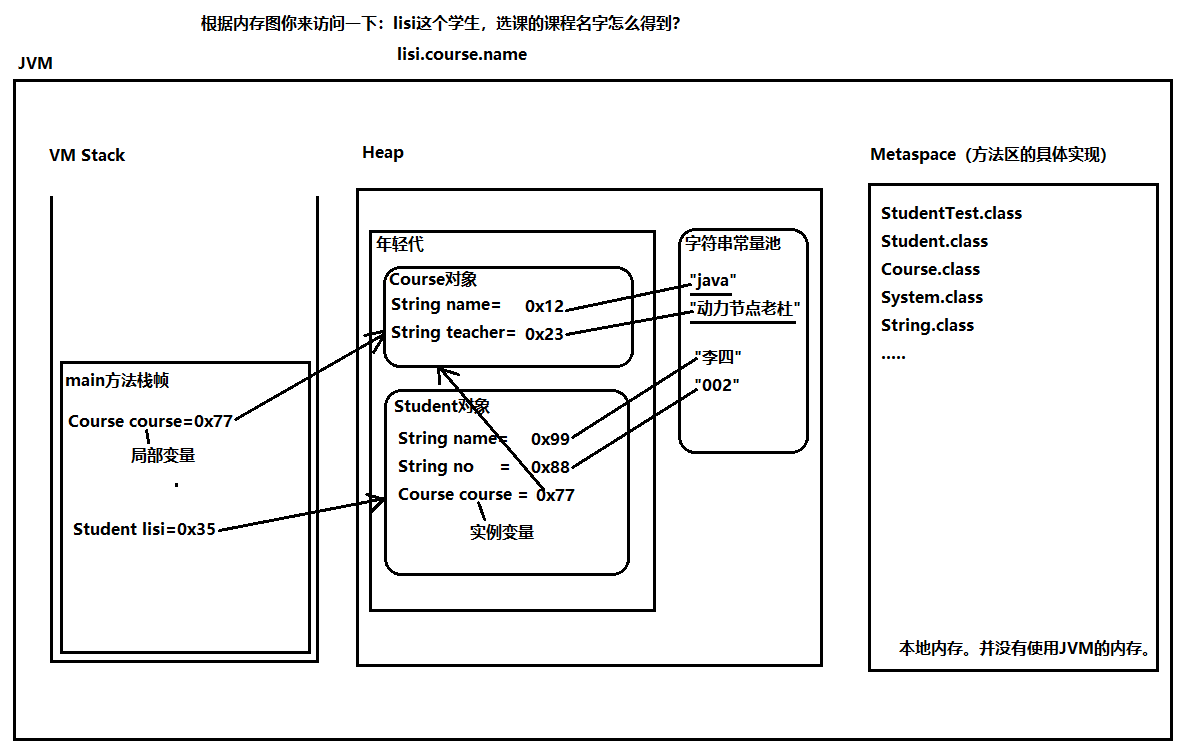 根据内存图你来访问一下：lisi这个学生，选课的课程名字怎么得到？
lisi.course.name
JVM
VM Stack
main方法栈帧
Course course=0x77
局部变量
Student lisi=0x35
Heap
年轻代
Course对象
String name= 0x12
String teacher= 0x23
Student对象
String name= 0x99
String no = 0x88
Course course = 0x77
实例变量
字符串常量池
"java"
"动力节点老杜"
"李四"
"002"
Metaspace（方法区的具体实现）
StudentTest.class
Student.class
Course.class
System.class
String.class
.....
本地内存。并没有使用JVM的内存。